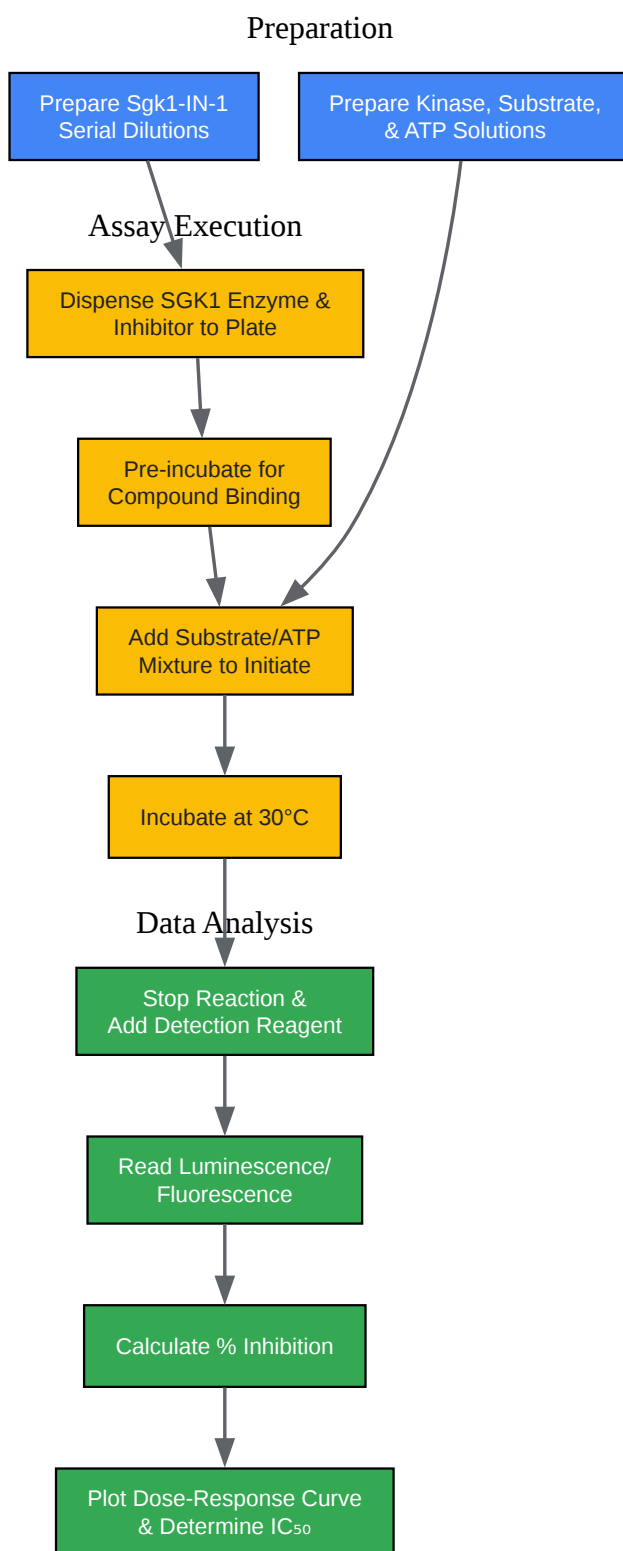 Preparation
Prepare Sgk1-IN-1
Serial Dilutions
Prepare Kinase, Substrate,
& ATP Solutions
Assay Execution
Dispense SGK1 Enzyme &
Inhibitor to Plate
Pre-incubate for
Compound Binding
Add Substrate/ATP
Mixture to Initiate
Incubate at 30°C
Data Analysis
Stop Reaction &
Add Detection Reagent
Read Luminescence/
Fluorescence
Calculate % Inhibition
Plot Dose-Response Curve
& Determine IC₅₀